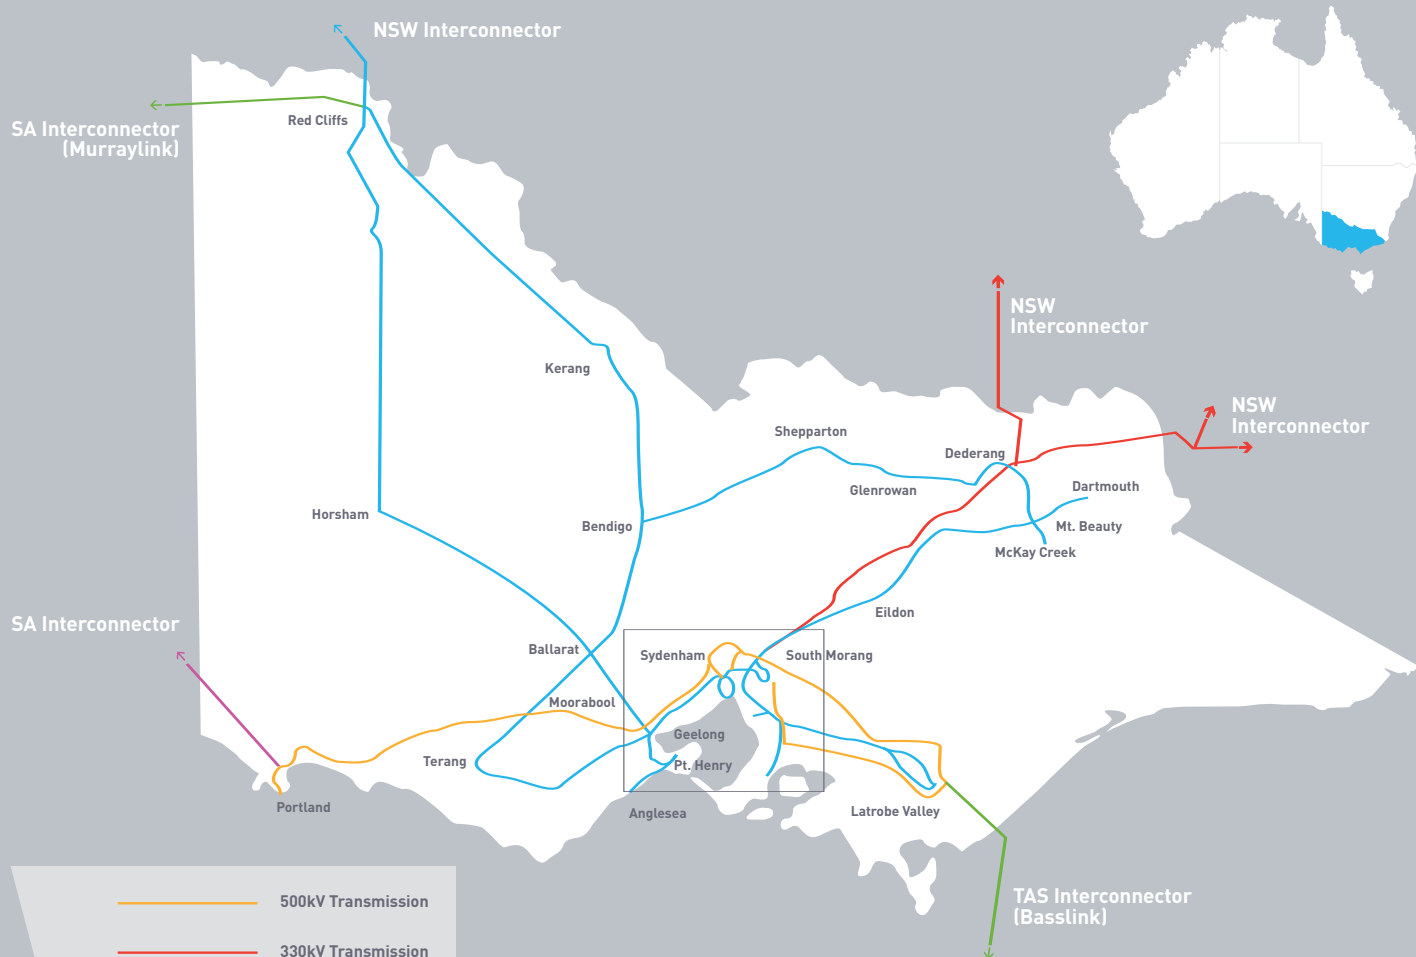 NSW Interconnector
SA Interconnector
(Murraylink)
Red Cliffs
NSW
Interconnector
Kerang
NSW
Interconnector
Shepparton
Dederang
Glenrowan
Dartmouth
Horsham
Bendigo
Mt. Beauty
McKay Creek
Eildon
SA Interconnector
Ballarat
Sydenham
South Morang
Moorabool
Geelong
Terang
Pt. Henry
Portland
Anglesea
Latrobe Valley
TAS Interconnector
(Basslink)
500kV Transmission
330kV Transmission